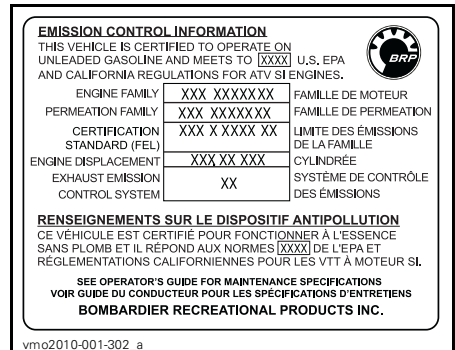 EMISSION CONTROL INFORMATION
THIS VEHICLE IS CERTIFIED TO OPERATE ON
UNLEADED GASOLINE AND MEETS TO XXXX U.S. EPA
AND CALIFORNIA REGULATIONS FOR ATV SI ENGINES.
BRP
ENGINE FAMILY XXX XXXXXXX FAMILLE DE MOTEUR
PERMEATION FAMILY XXX XXXXXXX FAMILLE DE PERMEATION
CERTIFICATION XXX X XXXX XX LIMITE DES ÉMISSIONS
STANDARD (FEL) DE LA FAMILLE
ENGINE DISPLACEMENT XXX XX XXX CYLINDRÉE
EXHAUST EMISSION XX SYSTÈME DE CONTRÔLE
CONTROL SYSTEM DES ÉMISSIONS
RENSEIGNEMENTS SUR LE DISPOSITIF ANTIPOLLUTION
CE VÉHICULE EST CERTIFIÉ POUR FONCTIONNER À L'ESSENCE
SANS PLOMB ET IL RÉPOND AUX NORMES XXXX DE L'EPA ET
RÉGLEMENTATIONS CALIFORNIENNES POUR LES VTT À MOTEUR SI.
SEE OPERATOR'S GUIDE FOR MAINTENANCE SPECIFICATIONS
VOIR GUIDE DU CONDUCTEUR POUR LES SPÉCIFICATIONS D'ENTRETIENS
BOMBARDIER RECREATIONAL PRODUCTS INC.
vmo2010-001-302_a